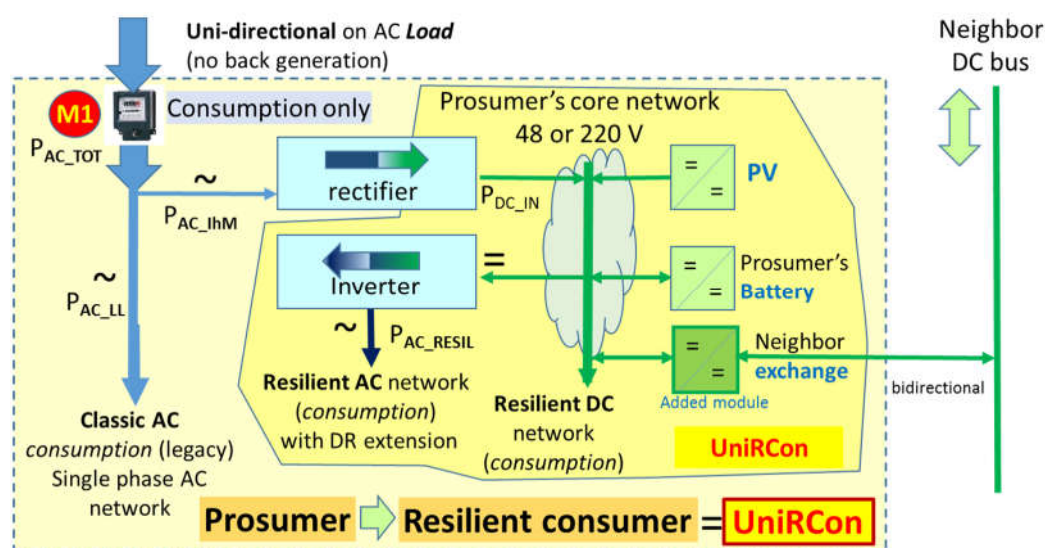 Uni-directional on AC Load
(no back generation)
Neighbor
DC bus
M1
Consumption only
P_AC_TOT
Prosumer's core network
48 or 220 V
~
rectifier
P_AC_IhM
P_DC_IN
=
=
PV
~
P_AC_LL
Inverter
=
=
=
Prosumer's
Battery
~
P_AC_RESIL
=
=
Neighbor
exchange
Added module
bidirectional
Resilient AC network
(consumption)
with DR extension
Resilient DC
network
(consumption)
Classic AC
consumption (legacy)
Single phase AC
network
UniRCon
Prosumer Resilient consumer = UniRCon